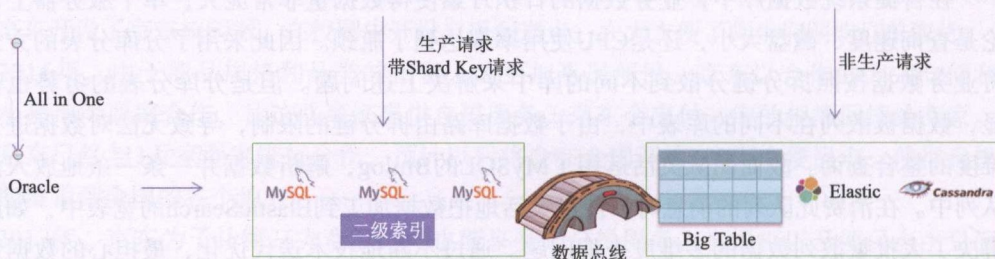 生产请求
带Shard Key请求
非生产请求
All in One
Oracle
MySQL
MySQL
MySQL
二级索引
数据总线
Big Table
Elastic
Cassandra